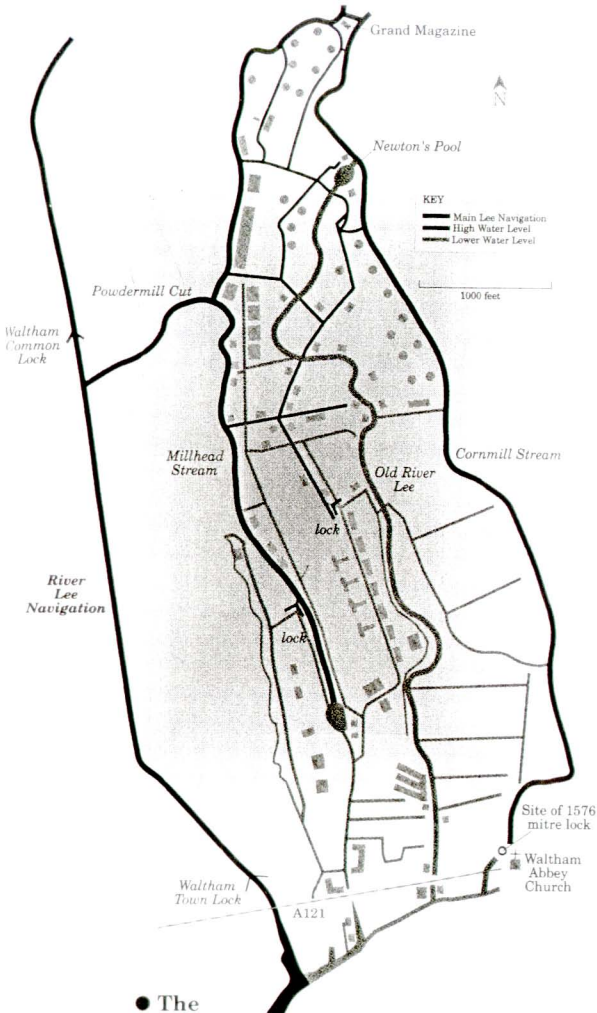 Grand Magazine
N
Newton's Pool
KEY
Main Lee Navigation
High Water Level
Lower Water Level
1000 feet
Powdermill Cut
Waltham
Common
Lock
Millhead
Stream
Cornmill Stream
Old River
Lee
lock
River
Lee
Navigation
lock
Site of 1576
mitre lock
Waltham
Abbey
Church
Waltham
Town Lock
A121
● The